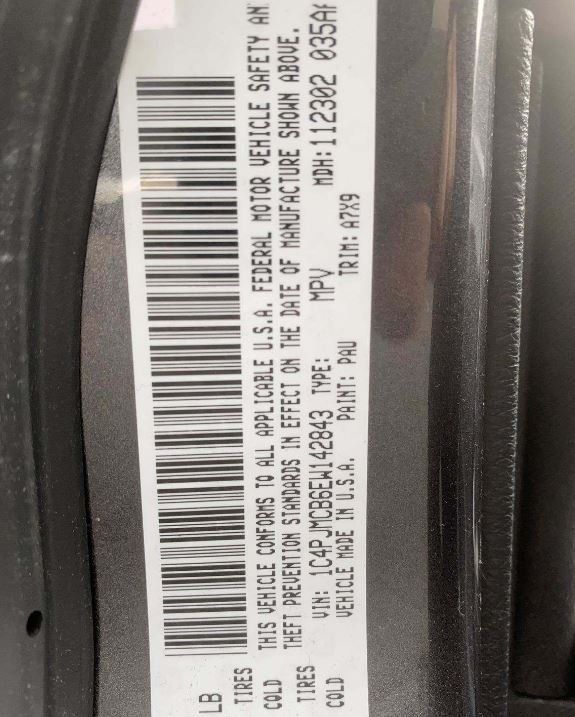 LB
TIRES
COLD
TIRES
COLD
THIS VEHICLE CONFORMS TO ALL APPLICABLE U.S.A. FEDERAL MOTOR VEHICLE SAFETY AN
THEFT PREVENTION STANDARDS IN EFFECT ON THE DATE OF MANUFACTURE SHOWN ABOVE.
VIN: 1C4PJMCB6EW142843 TYPE: MPV MDH:112302 035A
VEHICLE MADE IN U.S.A. PAINT: PAU TRIM: A7X9